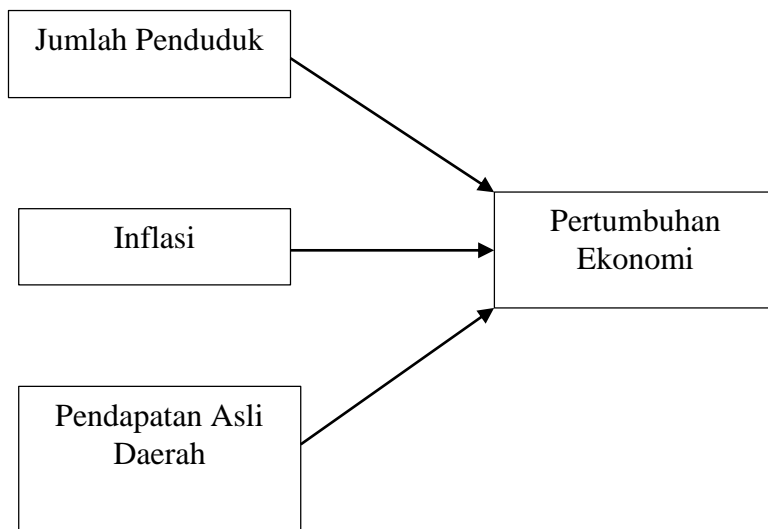 Jumlah Penduduk
Inflasi
Pertumbuhan
Ekonomi
Pendapatan Asli
Daerah